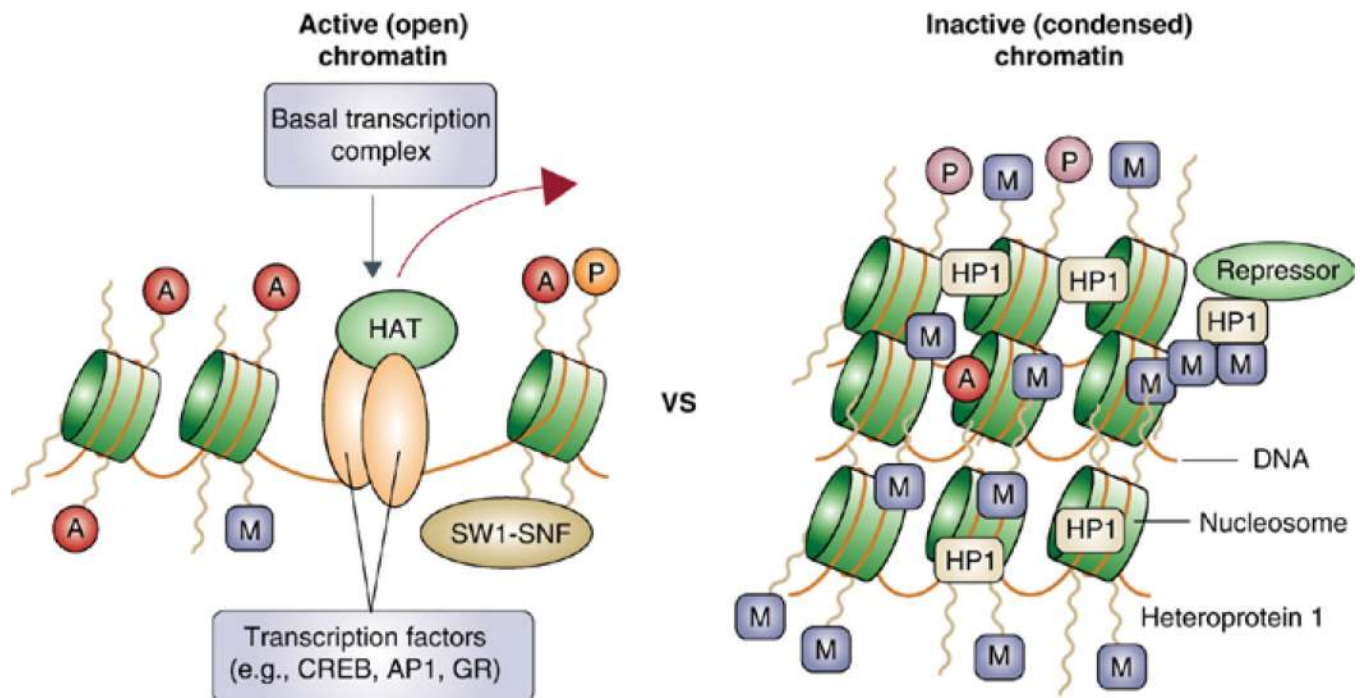 Active (open)
chromatin
Basal transcription
complex
A
A
A
P
HAT
A
M
SW1-SNF
Transcription factors
(e.g., CREB, AP1, GR)
VS
Inactive (condensed)
chromatin
P
M
P
M
HP1
HP1
Repressor
HP1
M
A
M
M
M
M
DNA
M
M
HP1
HP1
Nucleosome
Heteroprotein 1
M
M
M
M